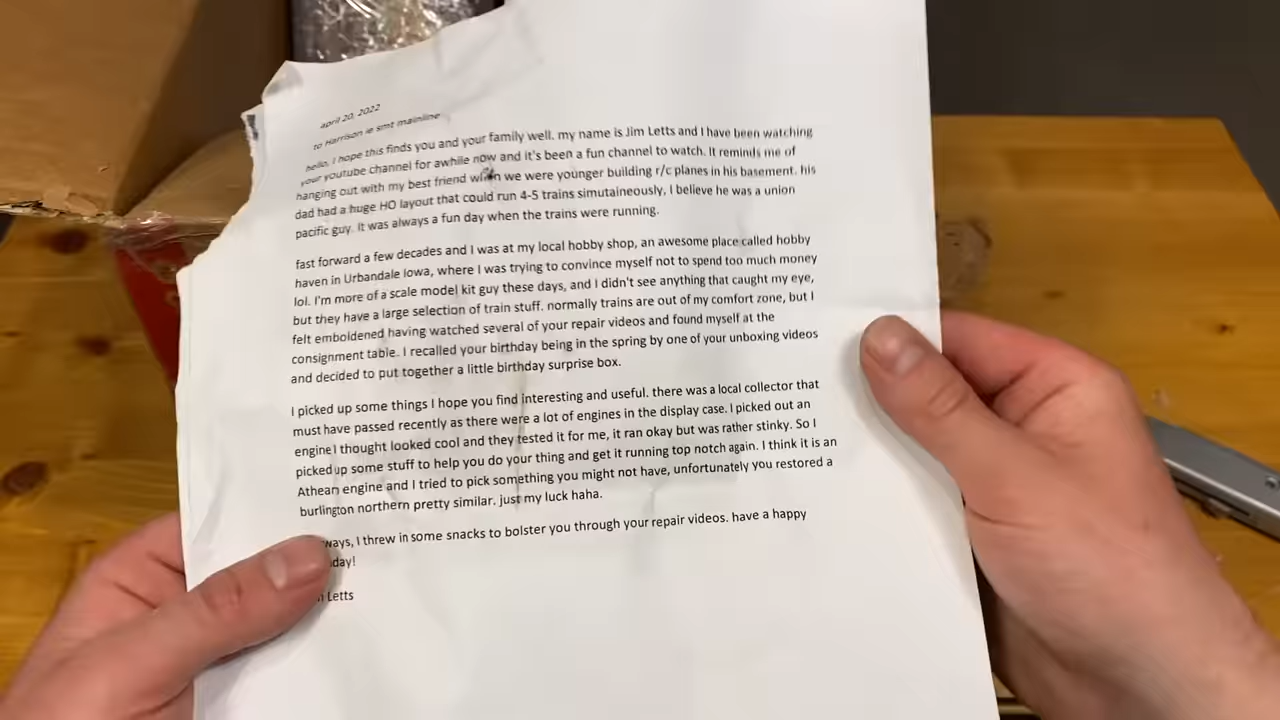 april 20, 2022
to Harrison ie smt mainline
hello, I hope this finds you and your family well. my name is Jim Letts and I have been watching
your youtube channel for awhile now and it's been a fun channel to watch. It reminds me of
hanging out with my best friend when we were younger building r/c planes in his basement. his
dad had a huge HO layout that could run 4-5 trains simutaineously, I believe he was a union
pacific guy. It was always a fun day when the trains were running.
fast forward a few decades and I was at my local hobby shop, an awesome place called hobby
haven in Urbandale Iowa, where I was trying to convince myself not to spend too much money
lol. I'm more of a scale model kit guy these days, and I didn't see anything that caught my eye,
but they have a large selection of train stuff. normally trains are out of my comfort zone, but I
felt emboldened having watched several of your repair videos and found myself at the
consignment table. I recalled your birthday being in the spring by one of your unboxing videos
and decided to put together a little birthday surprise box.
I picked up some things I hope you find interesting and useful. there was a local collector that
must have passed recently as there were a lot of engines in the display case. I picked out an
engine I thought looked cool and they tested it for me, it ran okay but was rather stinky. So I
picked up some stuff to help you do your thing and get it running top notch again. I think it is an
Athean engine and I tried to pick something you might not have, unfortunately you restored a
burlington northern pretty similar. just my luck haha.
ways, I threw in some snacks to bolster you through your repair videos. have a happy
day!
Letts